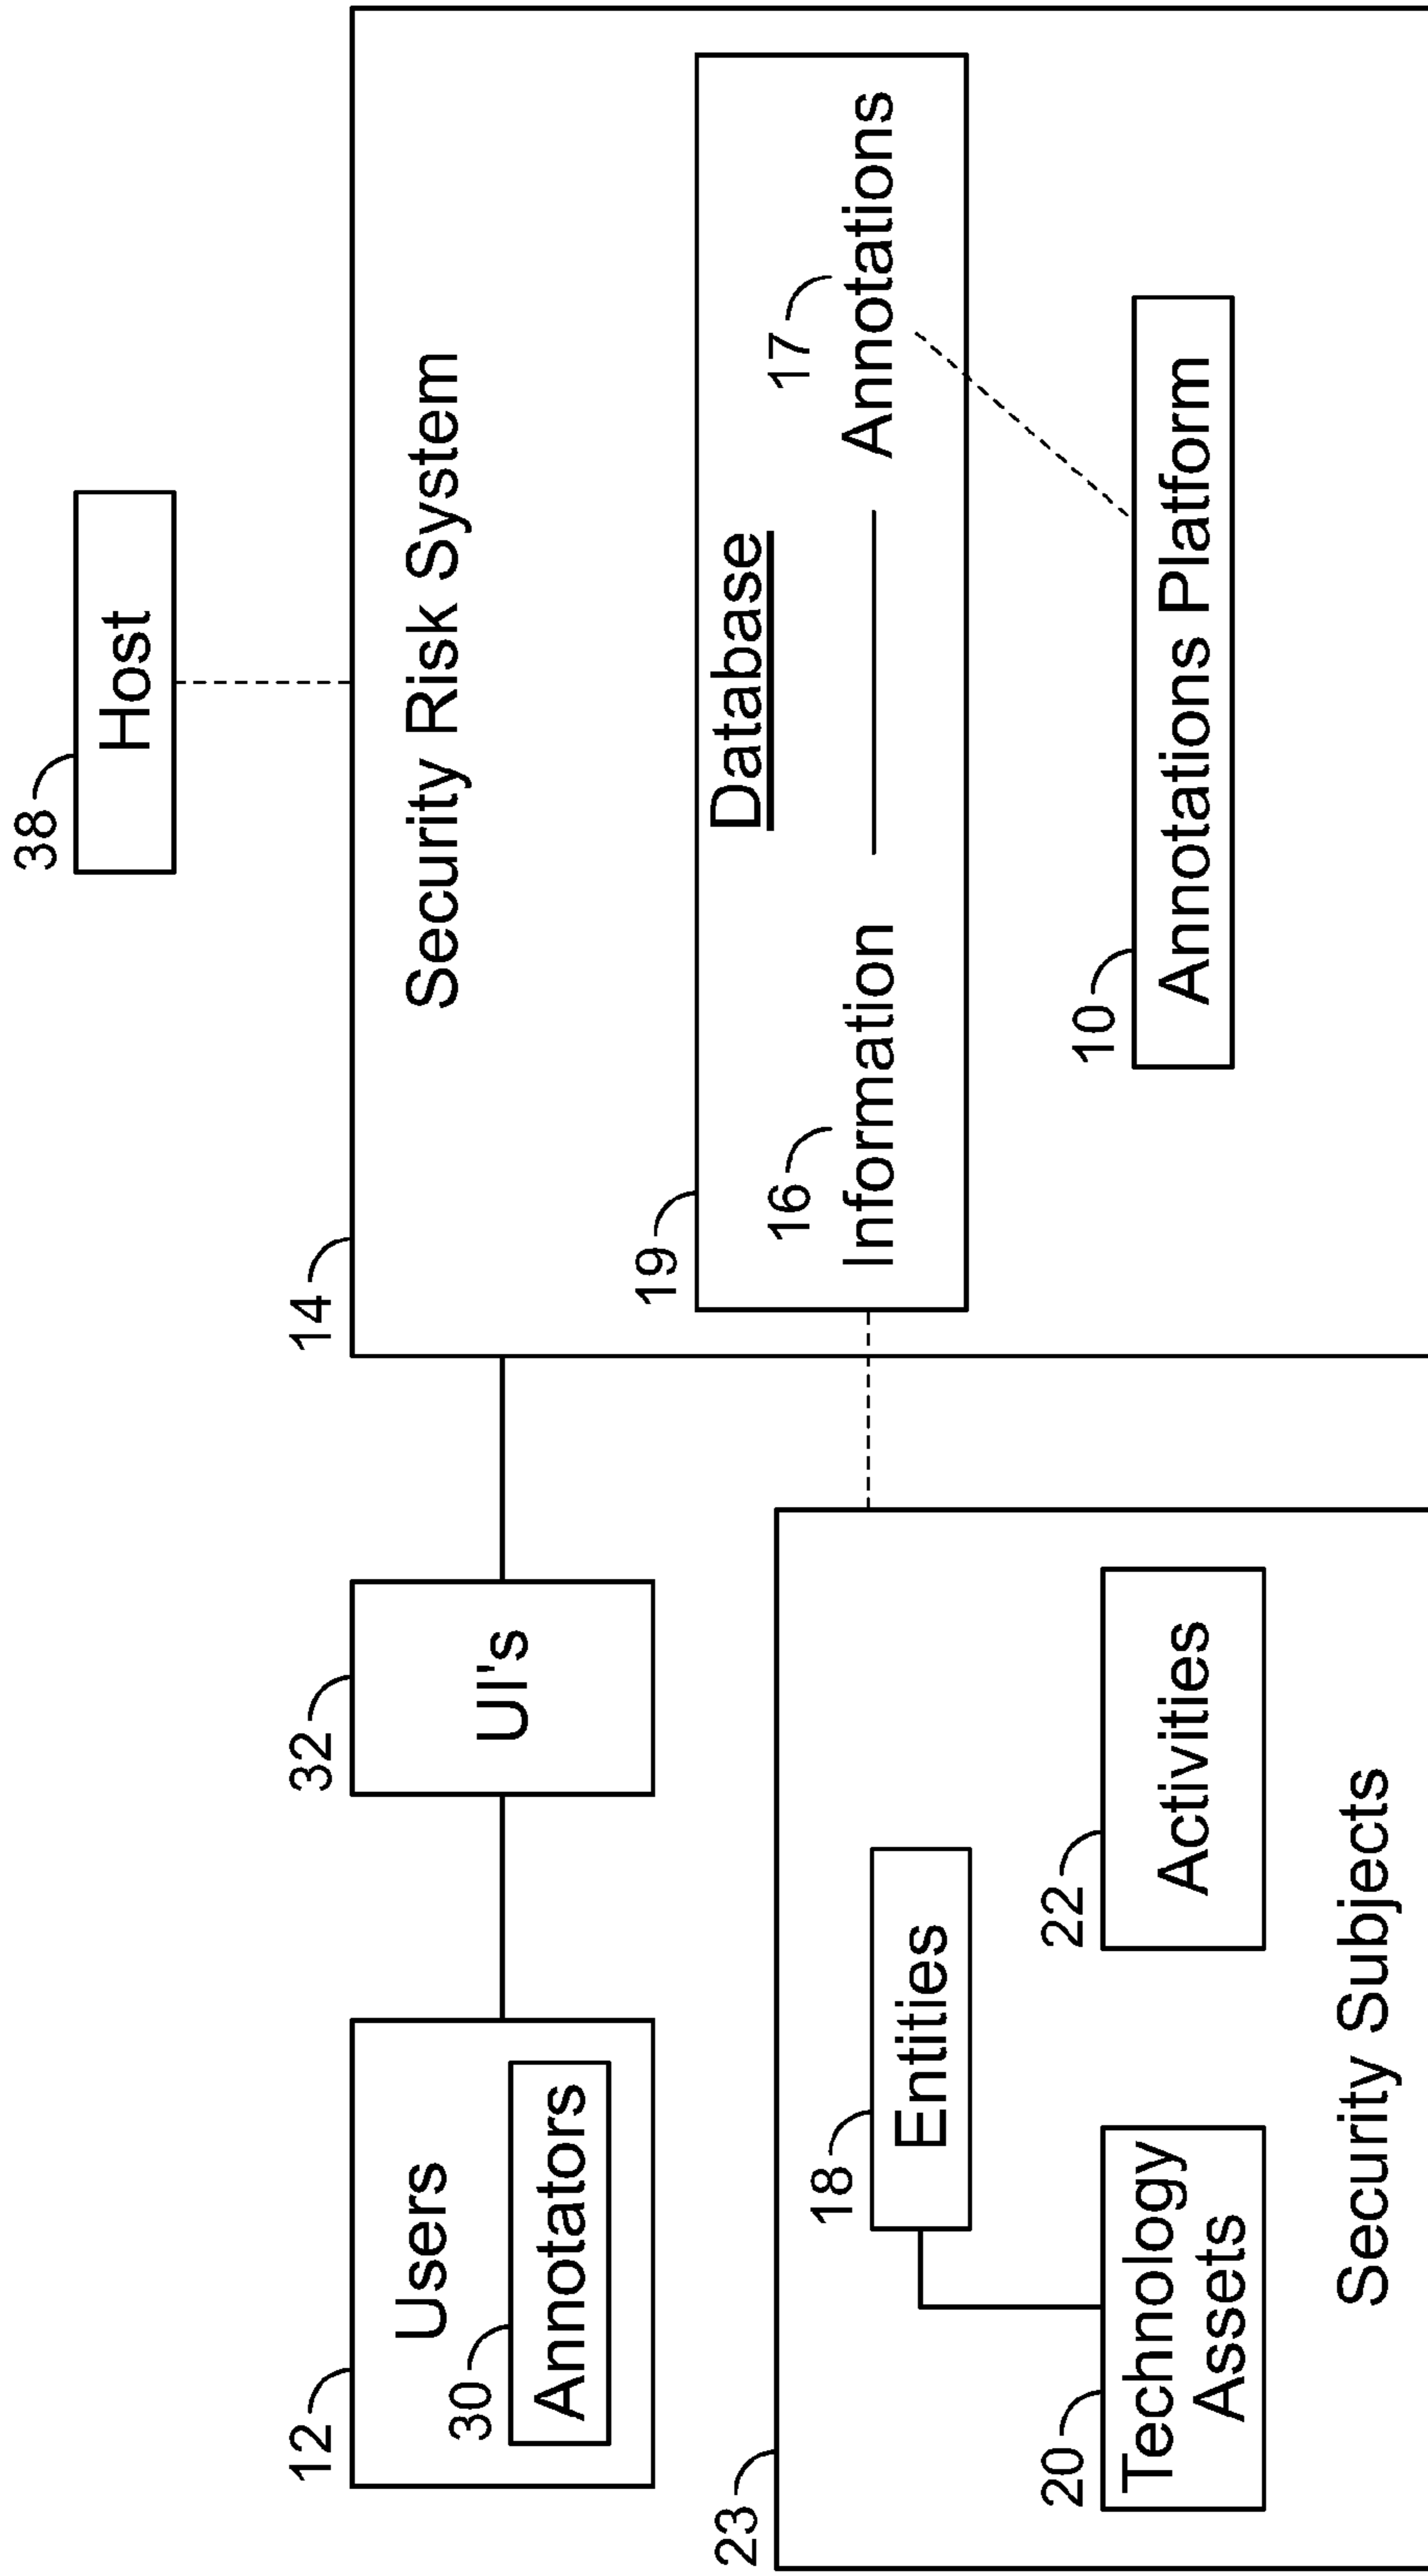 38
Host
12
Users
30
Annotators
32
UI's
14
Security Risk System
19
Database
16
Information
17
Annotations
10
Annotations Platform
23
18
Entities
20
Technology
Assets
22
Activities
Security Subjects